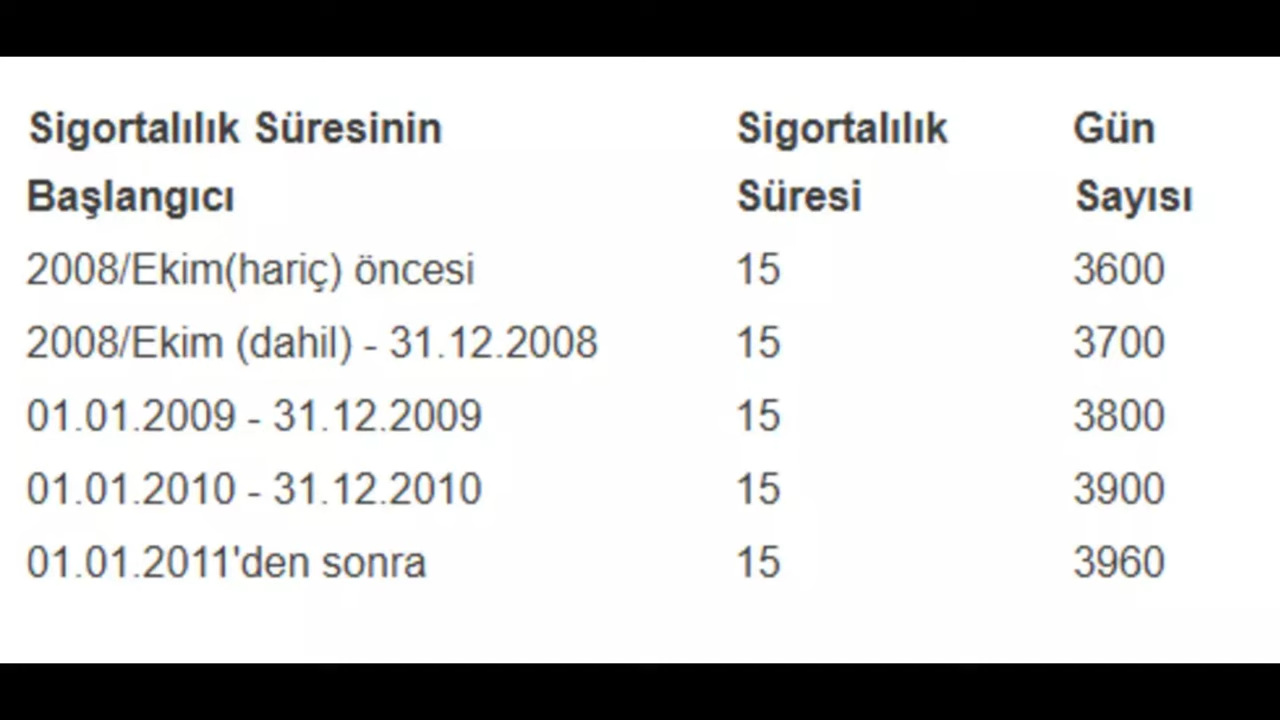 Sigortalılık Süresinin Başlangıcı Sigortalılık Süresi Gün Sayısı
2008/Ekim(hariç) öncesi 15 3600
2008/Ekim (dahil) - 31.12.2008 15 3700
01.01.2009 - 31.12.2009 15 3800
01.01.2010 - 31.12.2010 15 3900
01.01.2011'den sonra 15 3960